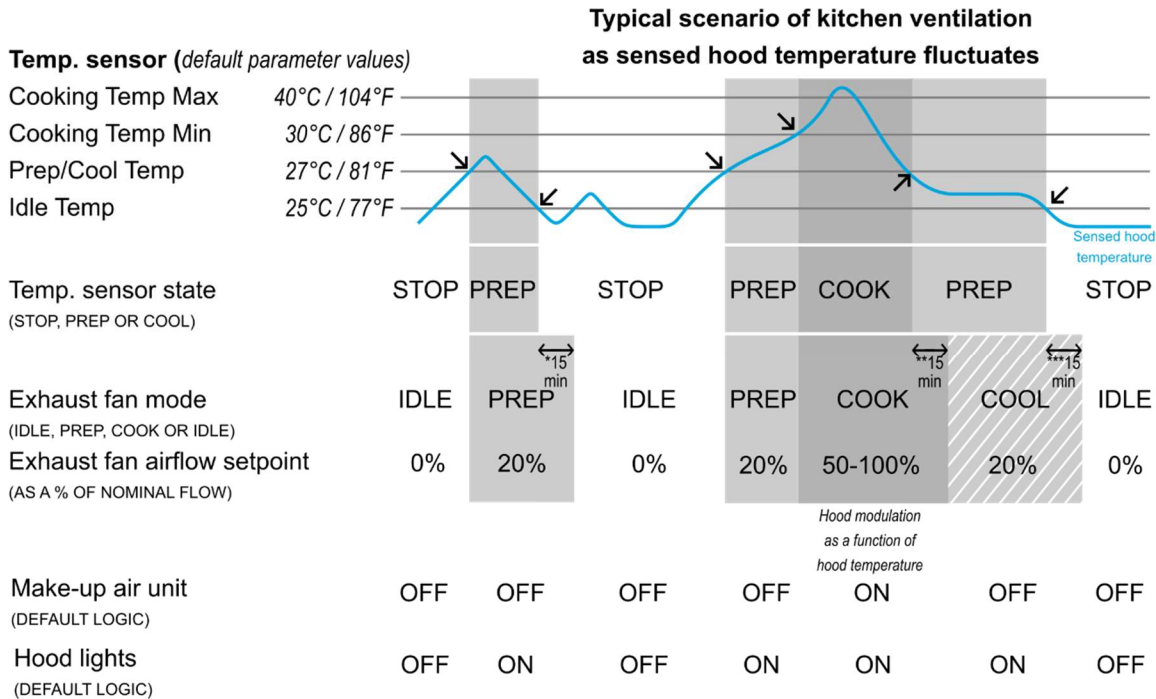 Typical scenario of kitchen ventilation
as sensed hood temperature fluctuates
Temp. sensor (default parameter values)
Cooking Temp Max 40°C / 104°F
Cooking Temp Min 30°C / 86°F
Prep/Cool Temp 27°C / 81°F
Idle Temp 25°C / 77°F
Sensed hood
temperature
Temp. sensor state STOP PREP STOP PREP COOK PREP STOP
(STOP, PREP OR COOL)
*15 **15 ***15
min min min
Exhaust fan mode IDLE PREP IDLE PREP COOK COOL IDLE
(IDLE, PREP, COOK OR IDLE)
Exhaust fan airflow setpoint 0% 20% 0% 20% 50-100% 20% 0%
(AS A % OF NOMINAL FLOW)
Hood modulation
as a function of
hood temperature
Make-up air unit OFF OFF OFF OFF ON OFF OFF
(DEFAULT LOGIC)
Hood lights OFF ON OFF ON ON ON OFF
(DEFAULT LOGIC)